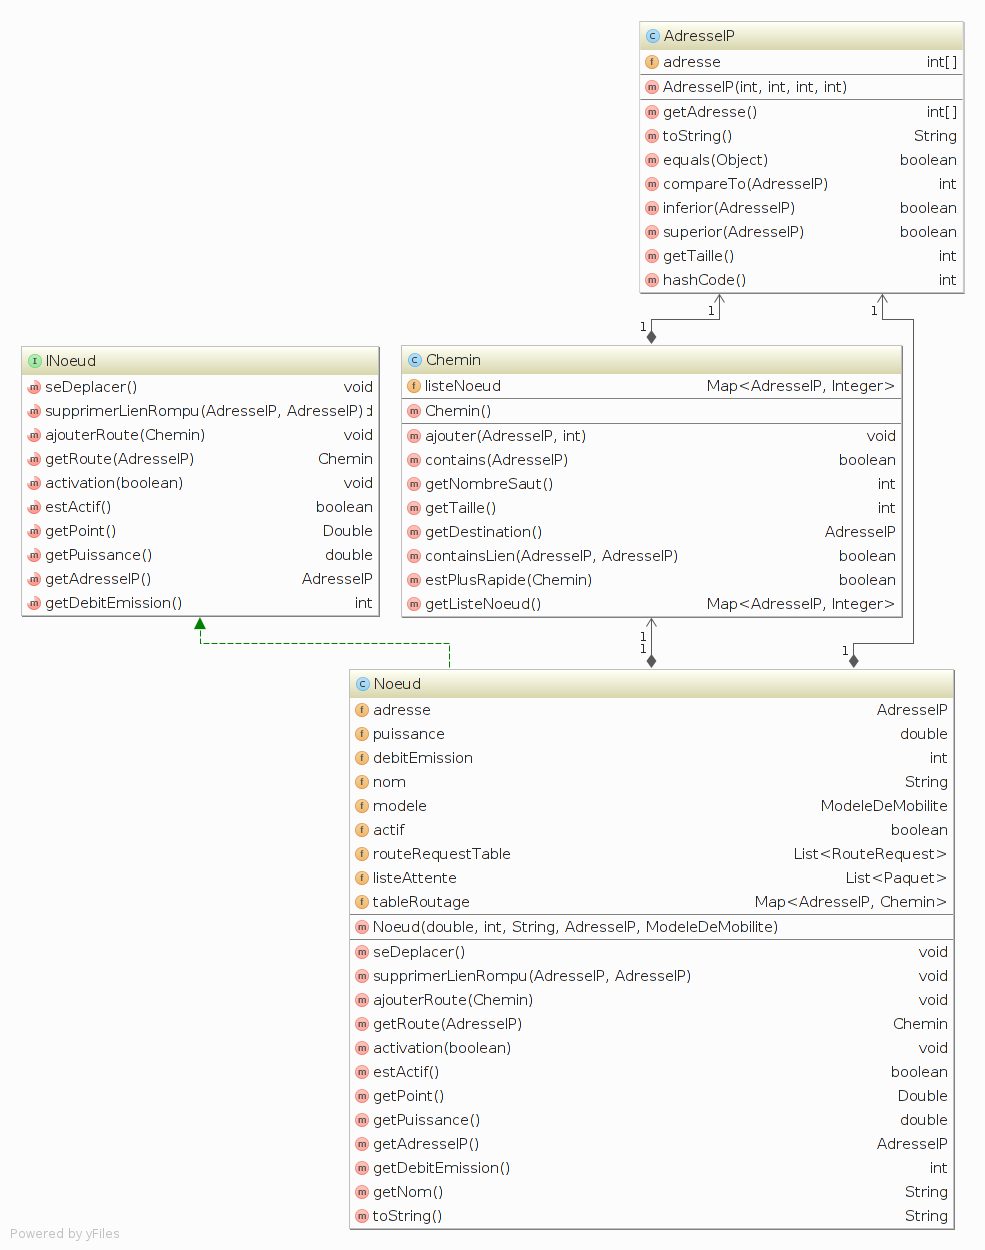 AdresseIP
adresse int[]
AdresseIP(int, int, int, int)
getAdresse() int[]
toString() String
equals(Object) boolean
compareTo(AdresseIP) int
inferior(AdresseIP) boolean
superior(AdresseIP) boolean
getTaille() int
hashCode() int
1 1
1
INoeud
seDeplacer() void
supprimerLienRompu(AdresseIP, AdresseIP) d
ajouterRoute(Chemin) void
getRoute(AdresseIP) Chemin
activation(boolean) void
estActif() boolean
getPoint() Double
getPuissance() double
getAdresseIP() AdresseIP
getDebitEmission() int
Chemin
listeNoeud Map<AdresseIP, Integer>
Chemin()
ajouter(AdresseIP, int) void
contains(AdresseIP) boolean
getNombreSaut() int
getTaille() int
getDestination() AdresseIP
containsLien(AdresseIP, AdresseIP) boolean
estPlusRapide(Chemin) boolean
getListeNoeud() Map<AdresseIP, Integer>
1
1 1
Noeud
adresse AdresseIP
puissance double
debitEmission int
nom String
modele ModeleDeMobilite
actif boolean
routeRequestTable List<RouteRequest>
listeAttente List<Paquet>
tableRoutage Map<AdresseIP, Chemin>
Noeud(double, int, String, AdresseIP, ModeleDeMobilite)
seDeplacer() void
supprimerLienRompu(AdresseIP, AdresseIP) void
ajouterRoute(Chemin) void
getRoute(AdresseIP) Chemin
activation(boolean) void
estActif() boolean
getPoint() Double
getPuissance() double
getAdresseIP() AdresseIP
getDebitEmission() int
getNom() String
toString() String
Powered by yFiles